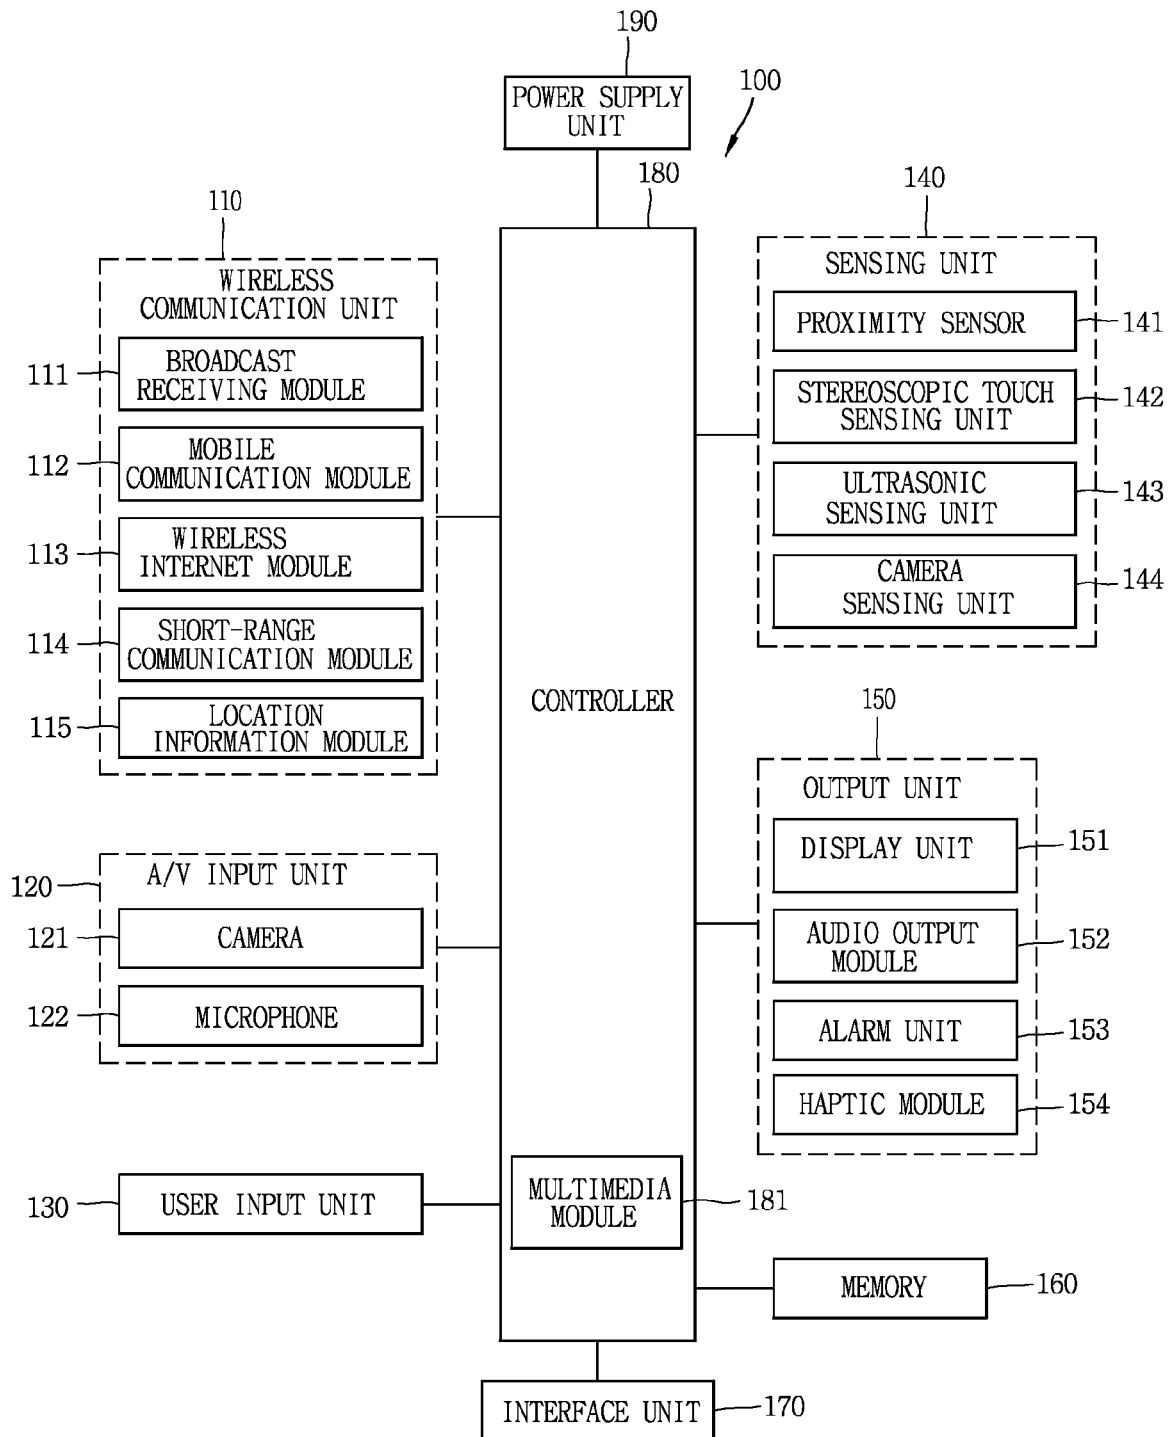 190
POWER SUPPLY
UNIT
100
180
110
WIRELESS
COMMUNICATION UNIT
111
BROADCAST
RECEIVING MODULE
112
MOBILE
COMMUNICATION MODULE
113
WIRELESS
INTERNET MODULE
114
SHORT-RANGE
COMMUNICATION MODULE
115
LOCATION
INFORMATION MODULE
120
A/V INPUT UNIT
121
CAMERA
122
MICROPHONE
130
USER INPUT UNIT
CONTROLLER
MULTIMEDIA
MODULE
181
140
SENSING UNIT
PROXIMITY SENSOR
141
STEREOSCOPIC TOUCH
SENSING UNIT
142
ULTRASONIC
SENSING UNIT
143
CAMERA
SENSING UNIT
144
150
OUTPUT UNIT
DISPLAY UNIT
151
AUDIO OUTPUT
MODULE
152
ALARM UNIT
153
HAPTIC MODULE
154
MEMORY
160
INTERFACE UNIT
170